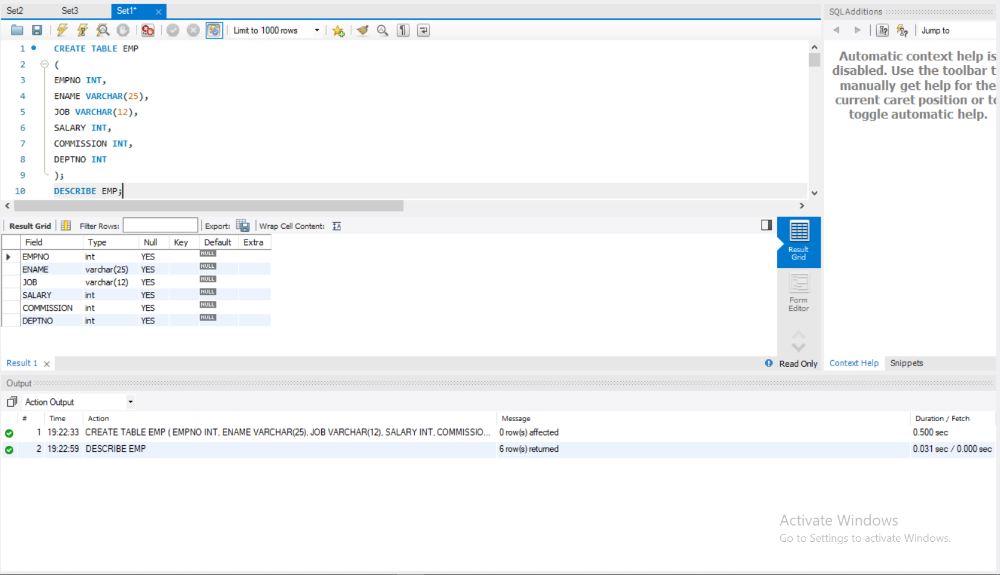 Set2 Set3 Set1*
Limit to 1000 rows
1 CREATE TABLE EMP
2 (
3 EMPNO INT,
4 ENAME VARCHAR(25),
5 JOB VARCHAR(12),
6 SALARY INT,
7 COMMISSION INT,
8 DEPTNO INT
9 );
10 DESCRIBE EMP;
Result Grid Filter Rows: Export: Wrap Cell Content:
Field Type Null Key Default Extra
EMPNO int YES NULL
ENAME varchar(25) YES NULL
JOB varchar(12) YES NULL
SALARY int YES NULL
COMMISSION int YES NULL
DEPTNO int YES NULL
Result
Grid
Form
Editor
Result 1
Read Only
SQLAdditions
Jump to
Automatic context help is
disabled. Use the toolbar t
manually get help for the
current caret position or to
toggle automatic help.
Context Help Snippets
Output
Action Output
# Time Action Message Duration / Fetch
1 19:22:33 CREATE TABLE EMP ( EMPNO INT, ENAME VARCHAR(25), JOB VARCHAR(12), SALARY INT, COMMISSIO... 0 row(s) affected 0.500 sec
2 19:22:59 DESCRIBE EMP 6 row(s) returned 0.031 sec / 0.000 sec
Activate Windows
Go to Settings to activate Windows.